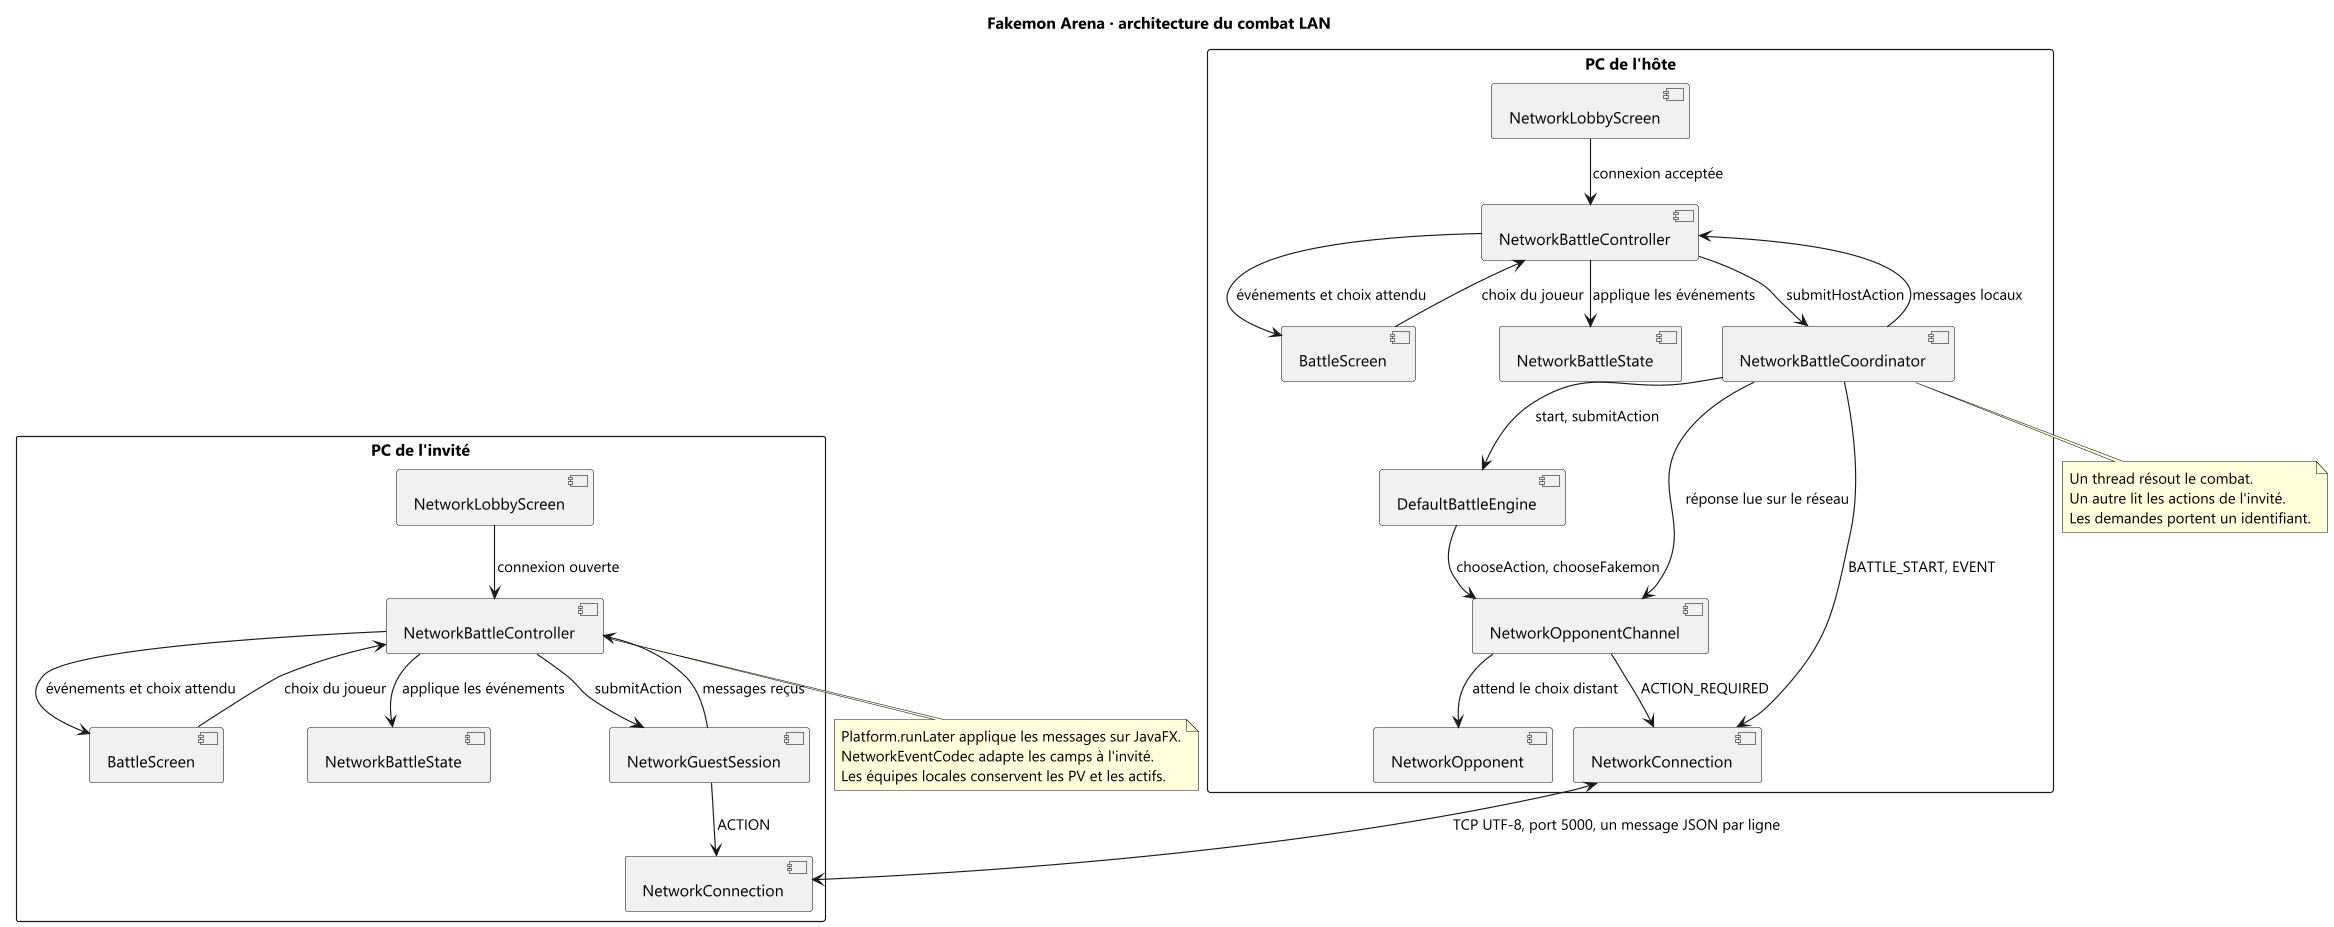 Fakemon Arena · architecture du combat LAN
PC de l'hôte
NetworkLobbyScreen
connexion acceptée
NetworkBattleController
événements et choix attendu
choix du joueur
applique les événements
submitHostAction
messages locaux
BattleScreen
NetworkBattleState
NetworkBattleCoordinator
start, submitAction
Un thread résout le combat.
Un autre lit les actions de l'invité.
Les demandes portent un identifiant.
DefaultBattleEngine
réponse lue sur le réseau
chooseAction, chooseFakemon
BATTLE_START, EVENT
NetworkOpponentChannel
attend le choix distant
ACTION_REQUIRED
NetworkOpponent
NetworkConnection
PC de l'invité
NetworkLobbyScreen
connexion ouverte
NetworkBattleController
événements et choix attendu
choix du joueur
applique les événements
submitAction
messages reçus
BattleScreen
NetworkBattleState
NetworkGuestSession
Platform.runLater applique les messages sur JavaFX.
NetworkEventCodec adapte les camps à l'invité.
Les équipes locales conservent les PV et les actifs.
ACTION
TCP UTF-8, port 5000, un message JSON par ligne
NetworkConnection